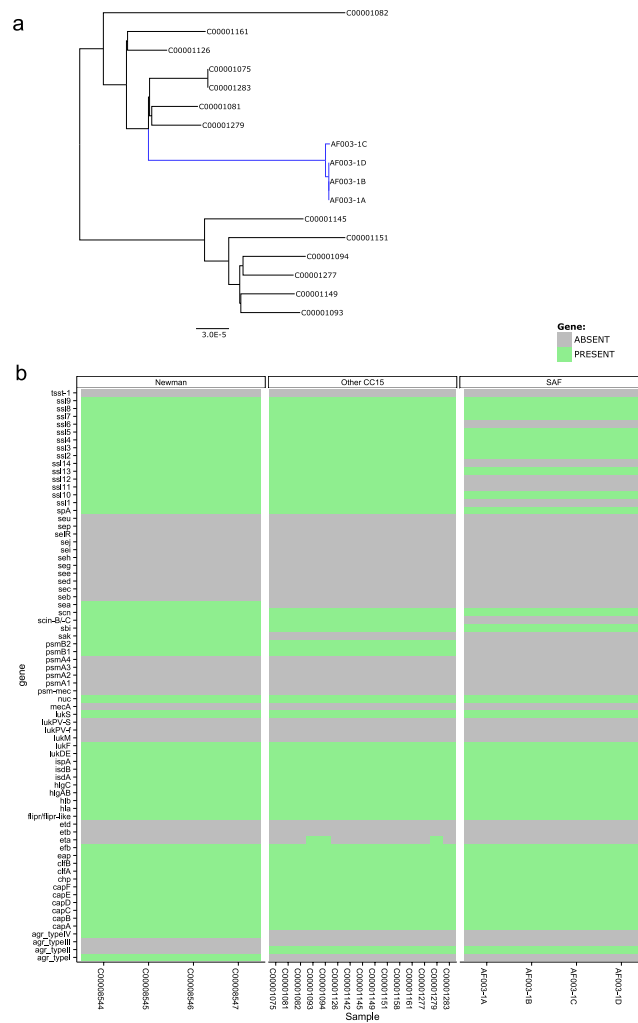 a
C00001082
C00001161
C00001126
C00001075
C00001283
C00001081
C00001279
AF003-1C
AF003-1D
AF003-1B
AF003-1A
C00001145
C00001151
C00001094
C00001277
C00001149
C00001093
3.0E-5
Gene:
ABSENT
PRESENT
b
Newman Other CC15 SAF
tsst-1
ssl9
ssl8
ssl7
ssl6
ssl5
ssl4
ssl3
ssl2
ssl14
ssl13
ssl12
ssl11
ssl10
ssl1
spA
seu
sep
selR
sej
sei
seh
seg
see
sed
sec
seb
sea
scn
scin-B/-C
sbi
sak
psmB2
psmB1
psmA4
psmA3
psmA2
psmA1
psm-mec
nuc
mecA
lukS
lukPV-S
lukPV-f
lukM
lukF
lukDE
ispA
isdB
isdA
hlgC
hlgAB
hlb
hla
flipr/flipr-like
etd
etb
eta
efb
eap
clfB
clfA
chp
capF
capE
capD
capC
capB
capA
agr_typeIV
agr_typeIII
agr_typeII
agr_typeI
gene
C00008544
C00008545
C00008546
C00008547
C00001075
C00001081
C00001082
C00001093
C00001094
C00001126
C00001142
C00001145
C00001149
C00001151
C00001158
C00001161
C00001277
C00001279
C00001283
AF003-1A
AF003-1B
AF003-1C
AF003-1D
Sample